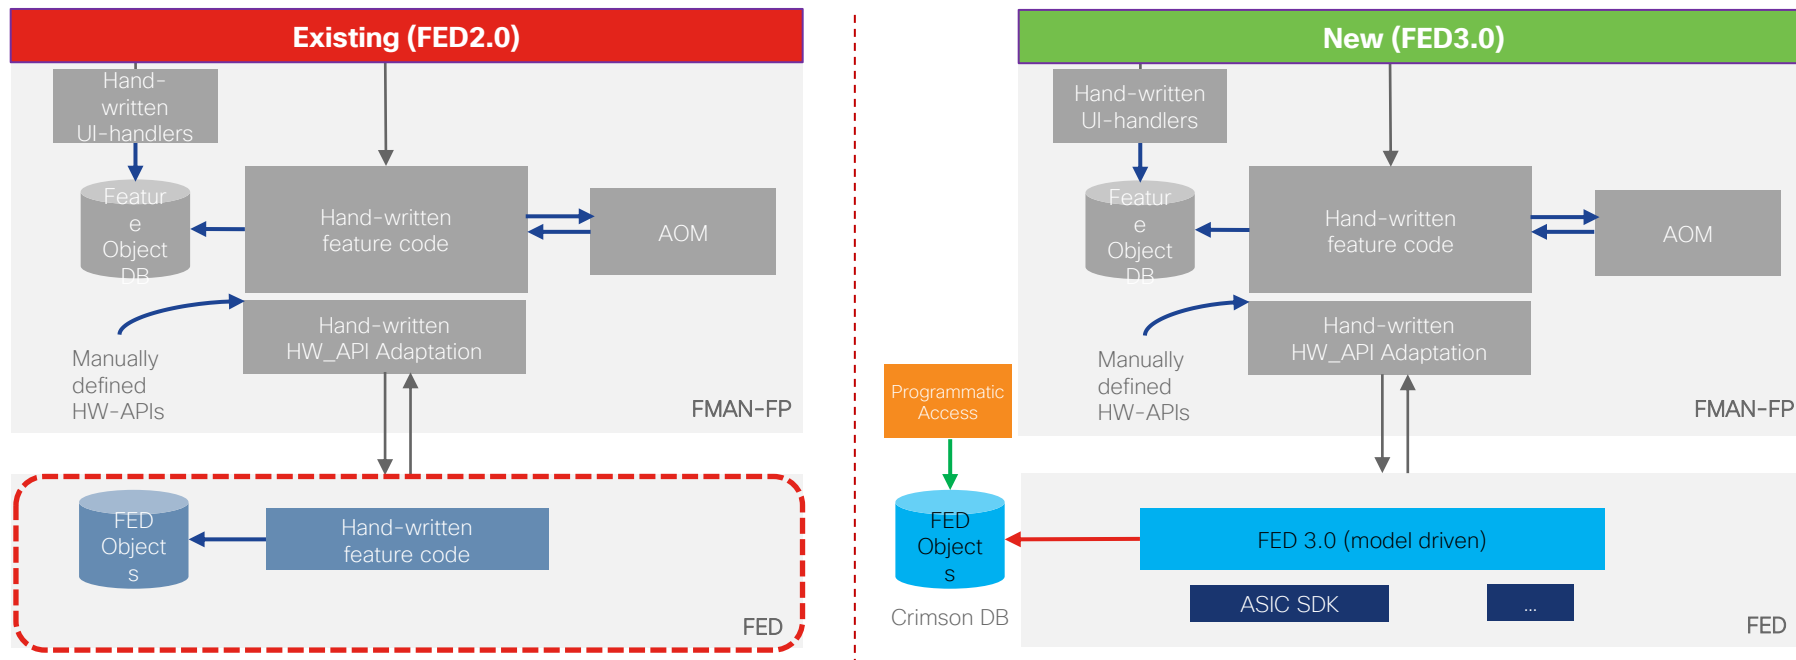 Existing (FED2.0)
Hand-
written
UI-handlers
Featur
e
Object
DB
Hand-written
feature code
AOM
Hand-written
HW_API Adaptation
Manually
defined
HW-APIs
FMAN-FP
FED
Object
s
Hand-written
feature code
FED
New (FED3.0)
Hand-written
UI-handlers
Featur
e
Object
DB
Hand-written
feature code
AOM
Hand-written
HW_API Adaptation
Manually
defined
HW-APIs
FMAN-FP
Programmatic
Access
FED
Object
s
Crimson DB
FED 3.0 (model driven)
ASIC SDK
...
FED